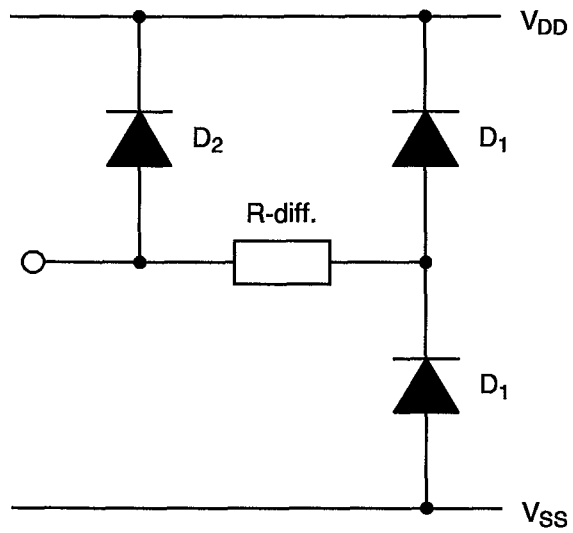 V_DD
D_2
D_1
R-diff.
D_1
V_SS